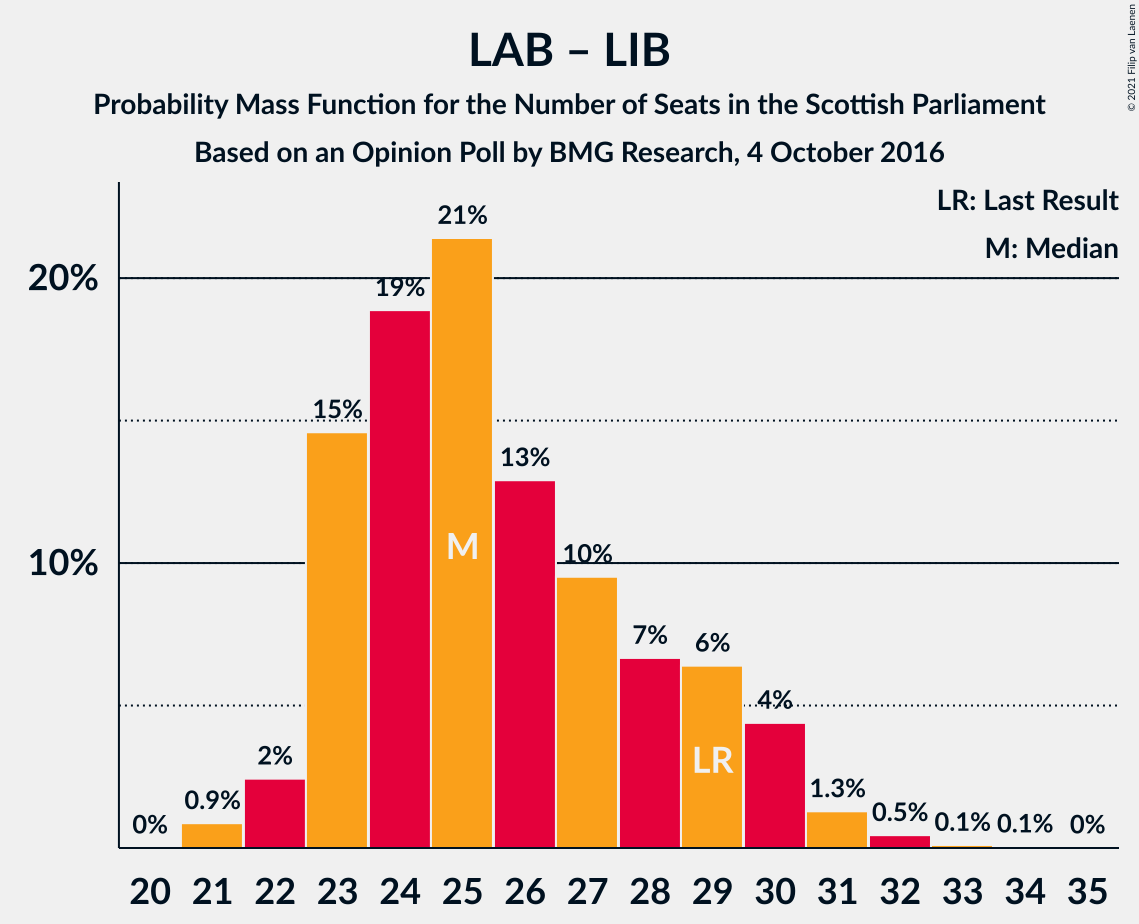 LAB – LIB
Probability Mass Function for the Number of Seats in the Scottish Parliament
Based on an Opinion Poll by BMG Research, 4 October 2016
© 2021 Filip van Laenen
LR: Last Result
M: Median
20%
10%
0%
0.9%
2%
15%
19%
21%
13%
10%
7%
6%
4%
1.3%
0.5%
0.1%
0.1%
0%
M
LR
20 21 22 23 24 25 26 27 28 29 30 31 32 33 34 35